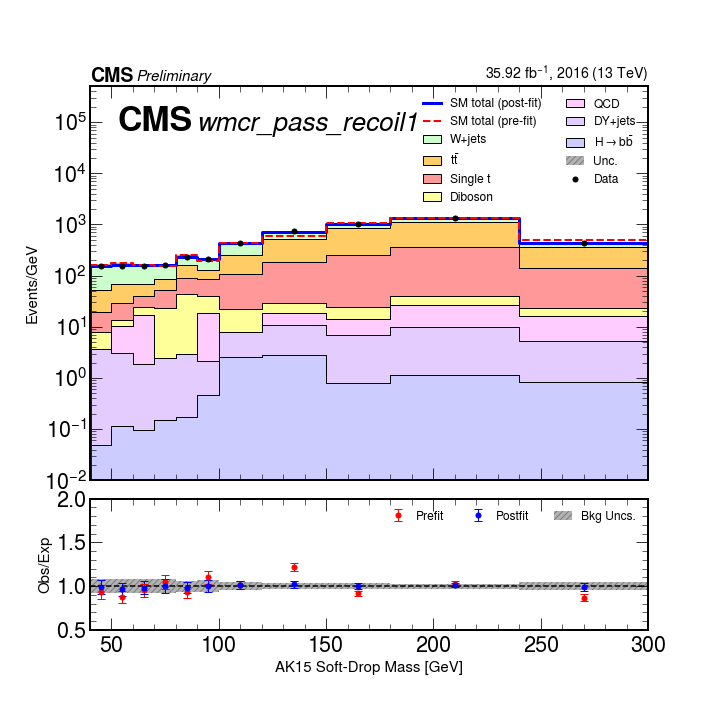 CMS Preliminary
35.92 fb⁻¹, 2016 (13 TeV)
CMS wmcr_pass_recoil1
SM total (post-fit)
SM total (pre-fit)
W+jets
tt̄
Single t
Diboson
QCD
DY+jets
H→bb̄
Unc.
Data
Events/GeV
10⁵
10⁴
10³
10²
10¹
10⁰
10⁻¹
10⁻²
Prefit
Postfit
Bkg Uncs.
Obs/Exp
2.0
1.5
1.0
0.5
50 100 150 200 250 300
AK15 Soft-Drop Mass [GeV]